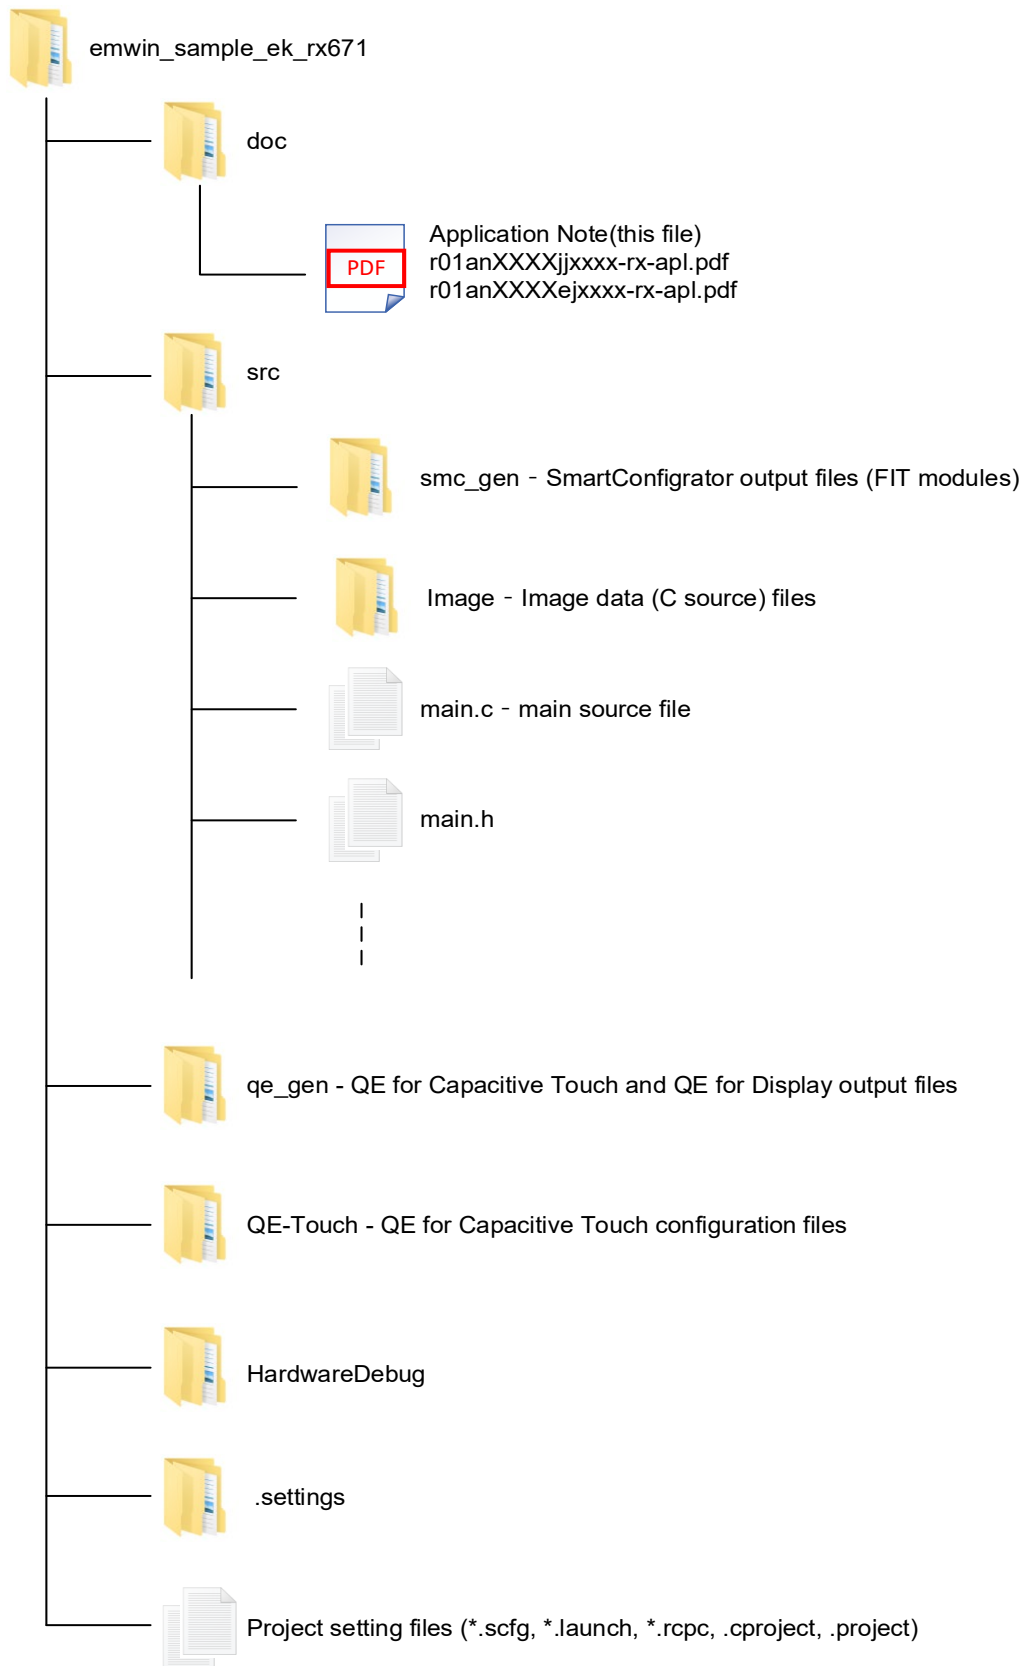 emwin_sample_ek_rx671
doc
PDF
Application Note(this file)
r01anXXXXjjxxxx-rx-apl.pdf
r01anXXXXejxxxx-rx-apl.pdf
src
smc_gen - SmartConfigrator output files (FIT modules)
Image - Image data (C source) files
main.c - main source file
main.h
qe_gen - QE for Capacitive Touch and QE for Display output files
QE-Touch - QE for Capacitive Touch configuration files
HardwareDebug
.settings
Project setting files (*.scfg, *.launch, *.rcpc, .cproject, .project)